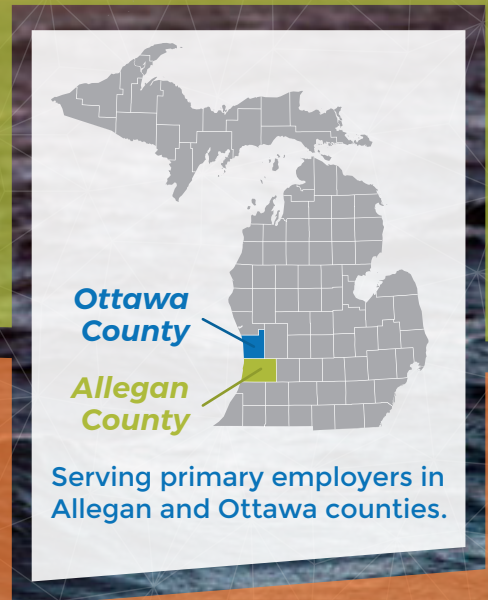 Ottawa
County
Allegan
County
Serving primary employers in
Allegan and Ottawa counties.